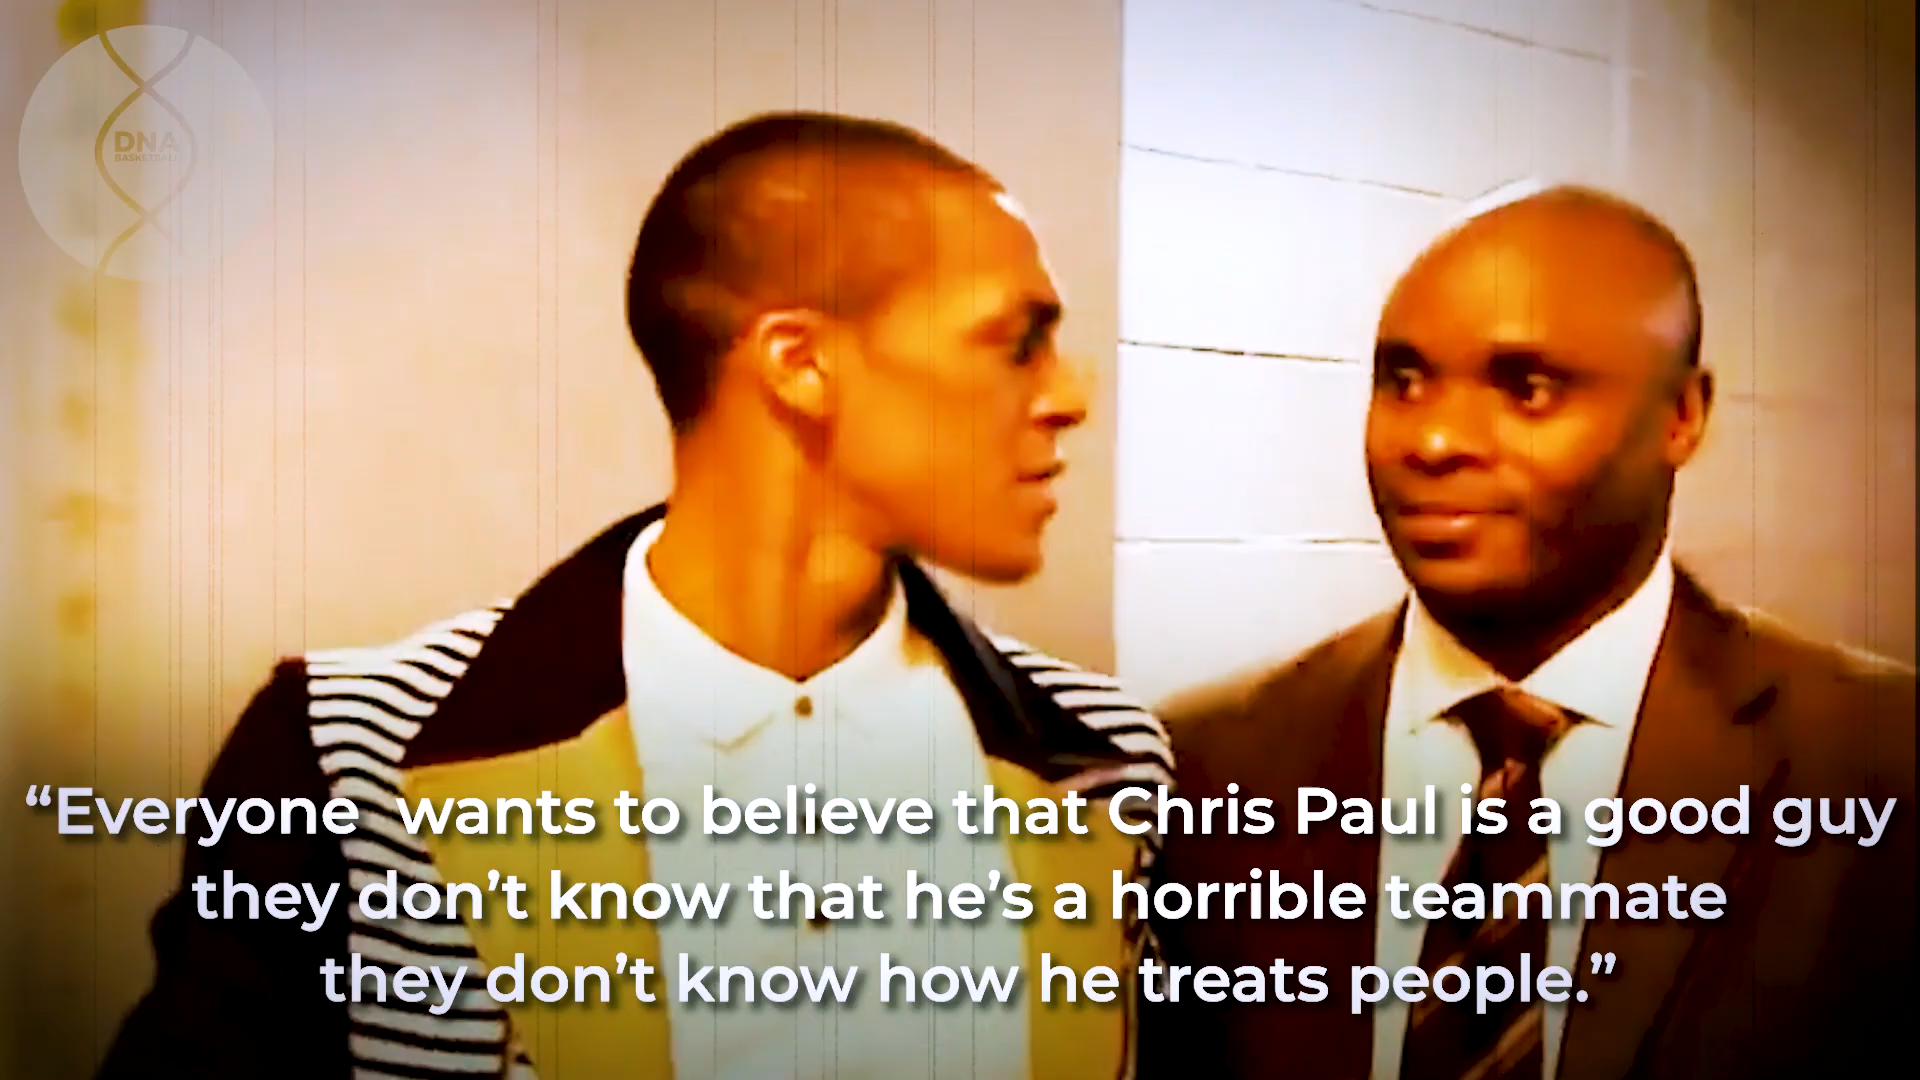 DNA
BASKETBALL
“Everyone wants to believe that Chris Paul is a good guy
they don’t know that he’s a horrible teammate
they don’t know how he treats people.”